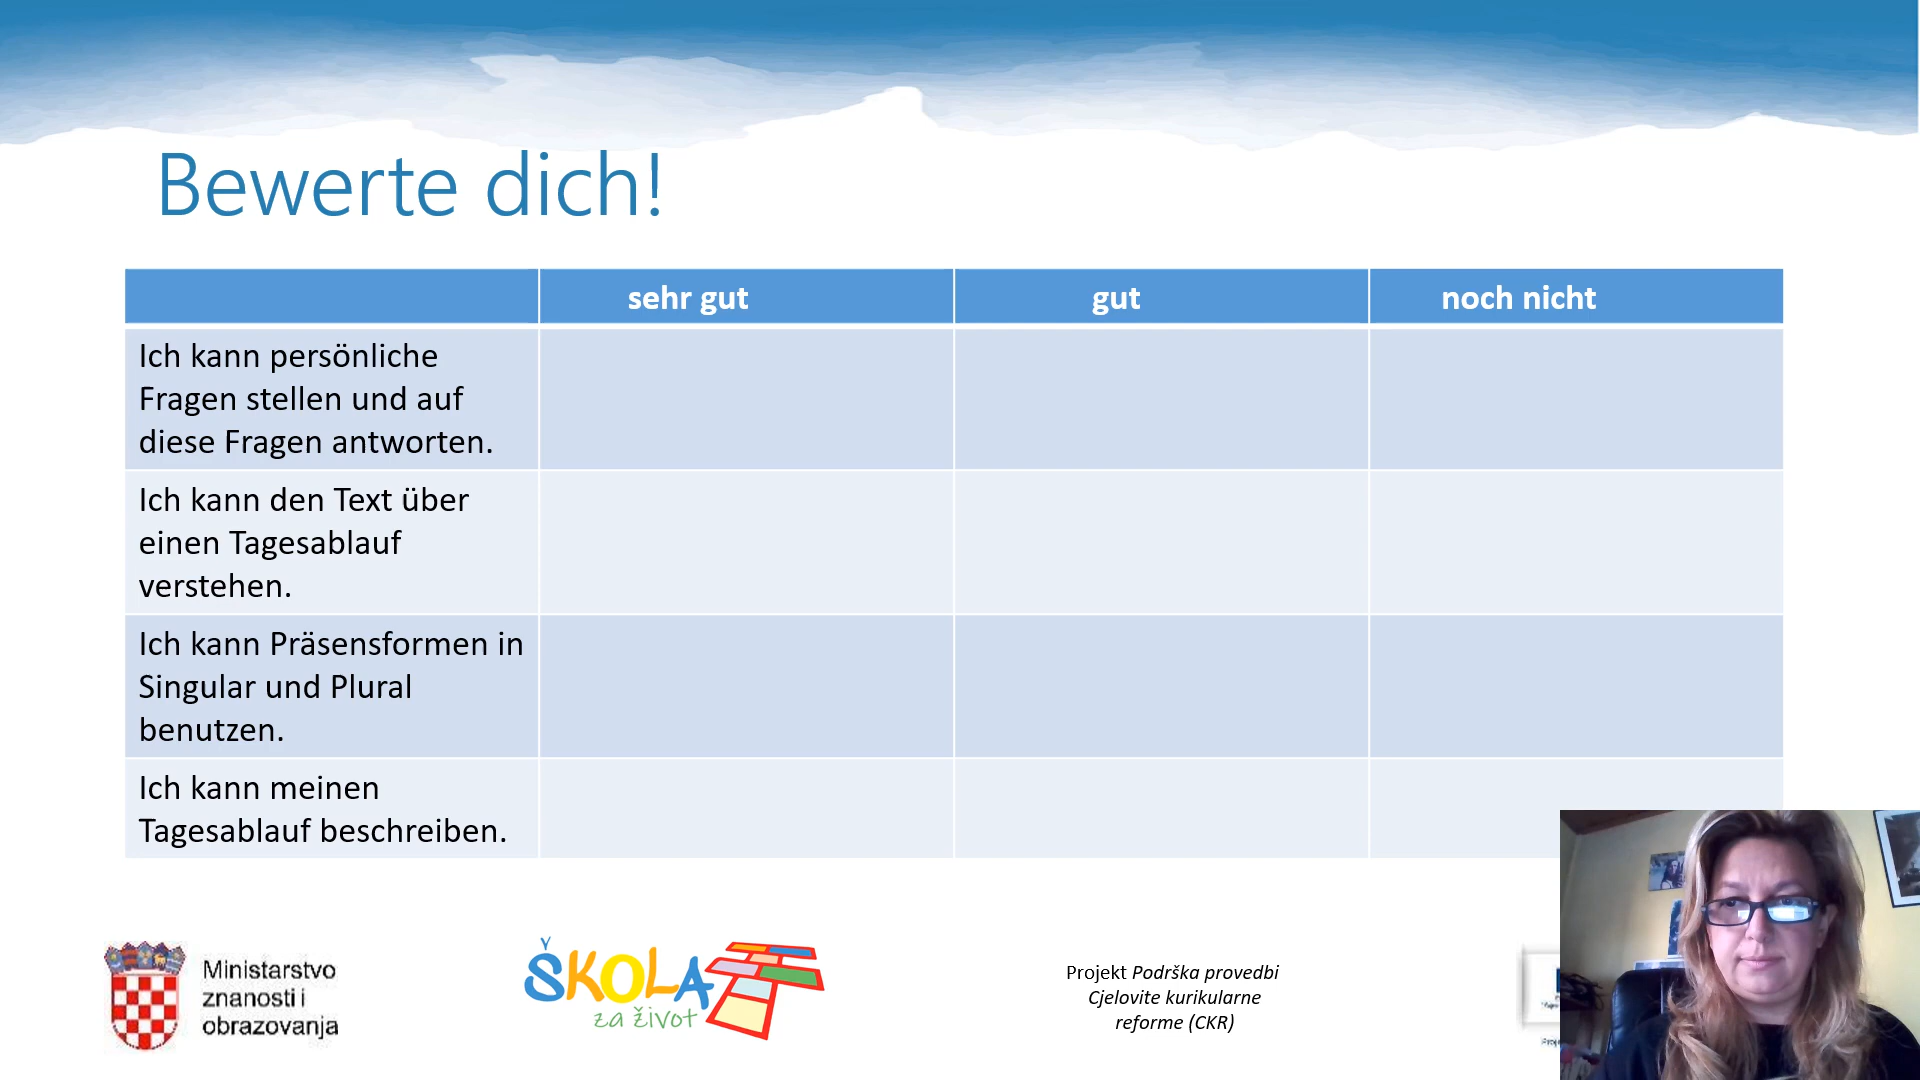 Bewerte dich!
sehr gut
gut
noch nicht
Ich kann persönliche
Fragen stellen und auf
diese Fragen antworten.
Ich kann den Text über
einen Tagesablauf
verstehen.
Ich kann Präsensformen in
Singular und Plural
benutzen.
Ich kann meinen
Tagesablauf beschreiben.
Ministarstvo
znanosti i
obrazovanja
ŠKOLA
za život
Projekt Podrška provedbi
Cjelovite kurikularne
reforme (CKR)